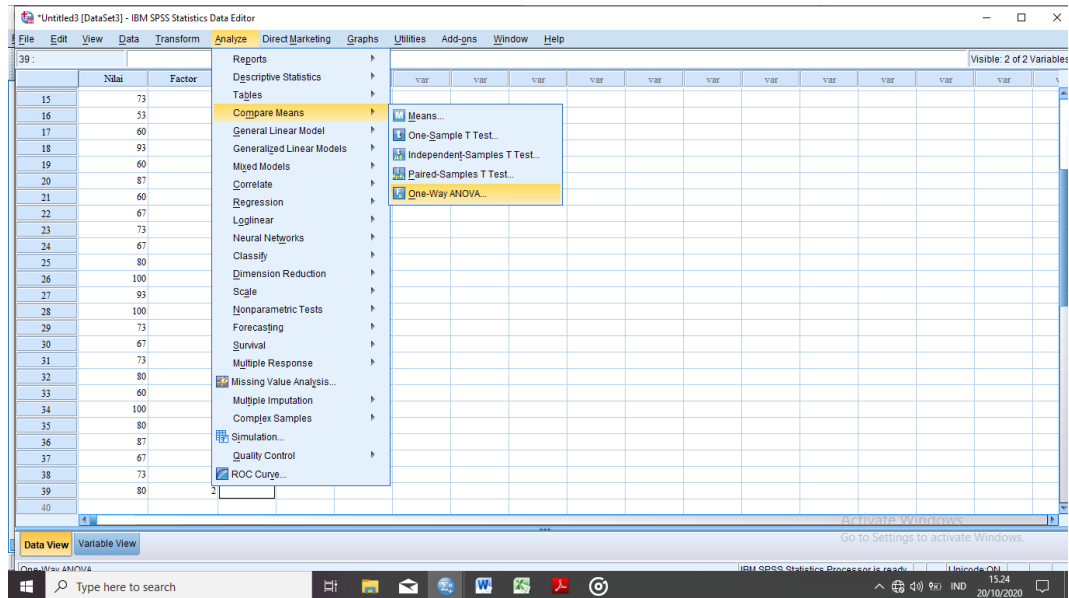 *Untitled3 [DataSet3] - IBM SPSS Statistics Data Editor
File Edit View Data Transform Analyze Direct Marketing Graphs Utilities Add-ons Window Help
39 : Visible: 2 of 2 Variables
Nilai Factor var var var var var var var var var var var
15 73
16 53
17 60
18 93
19 60
20 87
21 60
22 67
23 73
24 67
25 80
26 100
27 93
28 100
29 73
30 67
31 73
32 80
33 60
34 100
35 80
36 87
37 67
38 73
39 80 2
40
Reports
Descriptive Statistics
Tables
Compare Means
General Linear Model
Generalized Linear Models
Mixed Models
Correlate
Regression
Loglinear
Neural Networks
Classify
Dimension Reduction
Scale
Nonparametric Tests
Forecasting
Survival
Multiple Response
Missing Value Analysis...
Multiple Imputation
Complex Samples
Simulation...
Quality Control
ROC Curve...
Means...
One-Sample T Test...
Independent-Samples T Test...
Paired-Samples T Test...
One-Way ANOVA...
Activate Windows
Go to Settings to activate Windows.
Data View Variable View
One-Way ANOVA IBM SPSS Statistics Processor is ready Unicode:ON
Type here to search
IND
15.24
20/10/2020